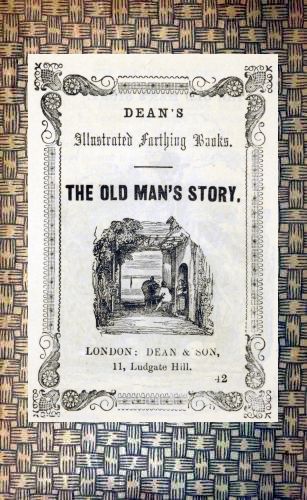 DEAN'S
Illustrated Farthing Books.
THE OLD MAN'S STORY.
LONDON: DEAN & SON,
11, Ludgate Hill.
42